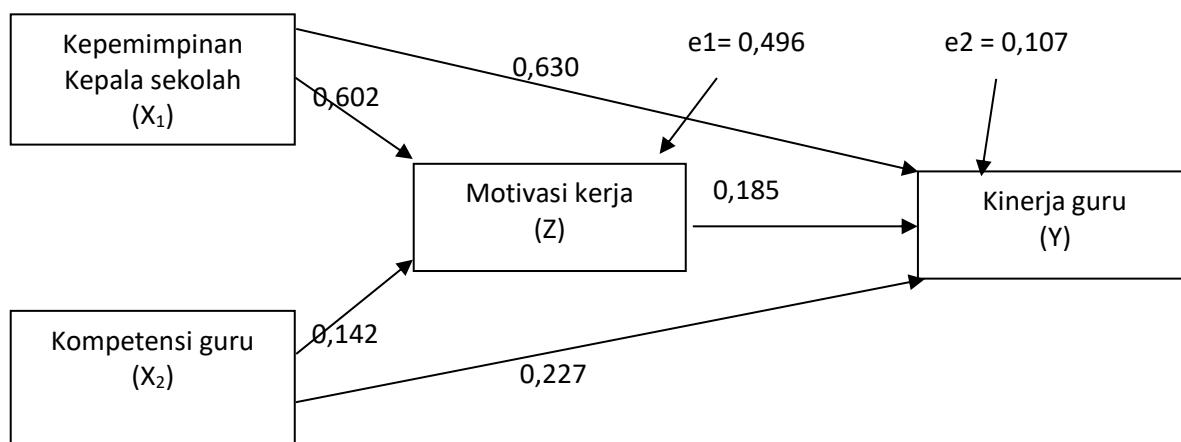 Kepemimpinan
Kepala sekolah
(X₁)
0,602
0,630
e1= 0,496
e2 = 0,107
Motivasi kerja
(Z)
0,185
Kinerja guru
(Y)
Kompetensi guru
(X₂)
0,142
0,227